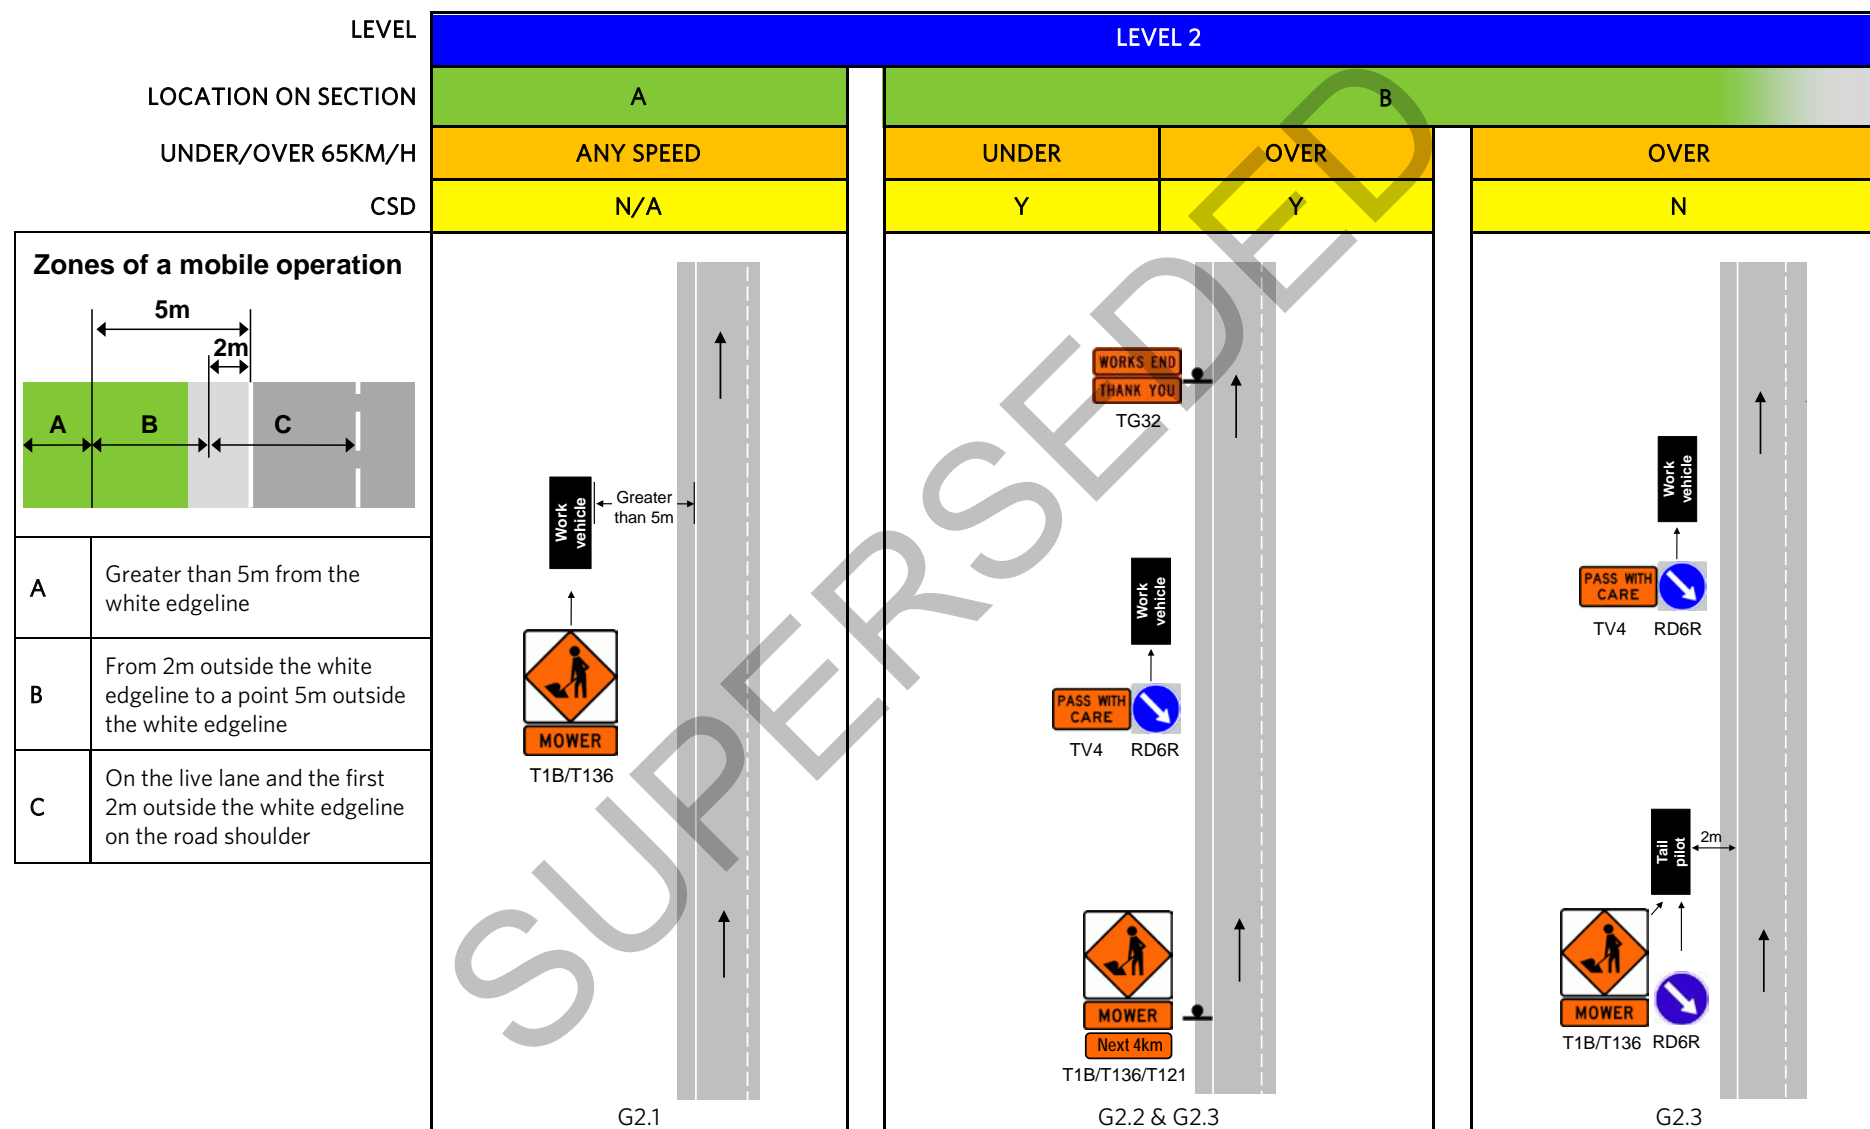 LEVEL
LEVEL 2
LOCATION ON SECTION
A
B
UNDER/OVER 65KM/H
ANY SPEED
UNDER
OVER
OVER
CSD
N/A
Y
Y
N
Zones of a mobile operation
5m
2m
A
B
C
A
Greater than 5m from the
white edgeline
B
From 2m outside the white
edgeline to a point 5m outside
the white edgeline
C
On the live lane and the first
2m outside the white edgeline
on the road shoulder
Work
vehicle
Greater
than 5m
MOWER
T1B/T136
G2.1
WORKS END
THANK YOU
TG32
Work
vehicle
PASS WITH
CARE
TV4
RD6R
MOWER
Next 4km
T1B/T136/T121
G2.2 & G2.3
Work
vehicle
PASS WITH
CARE
TV4
RD6R
Tail
pilot
2m
MOWER
T1B/T136
RD6R
G2.3
SUPERSEDED